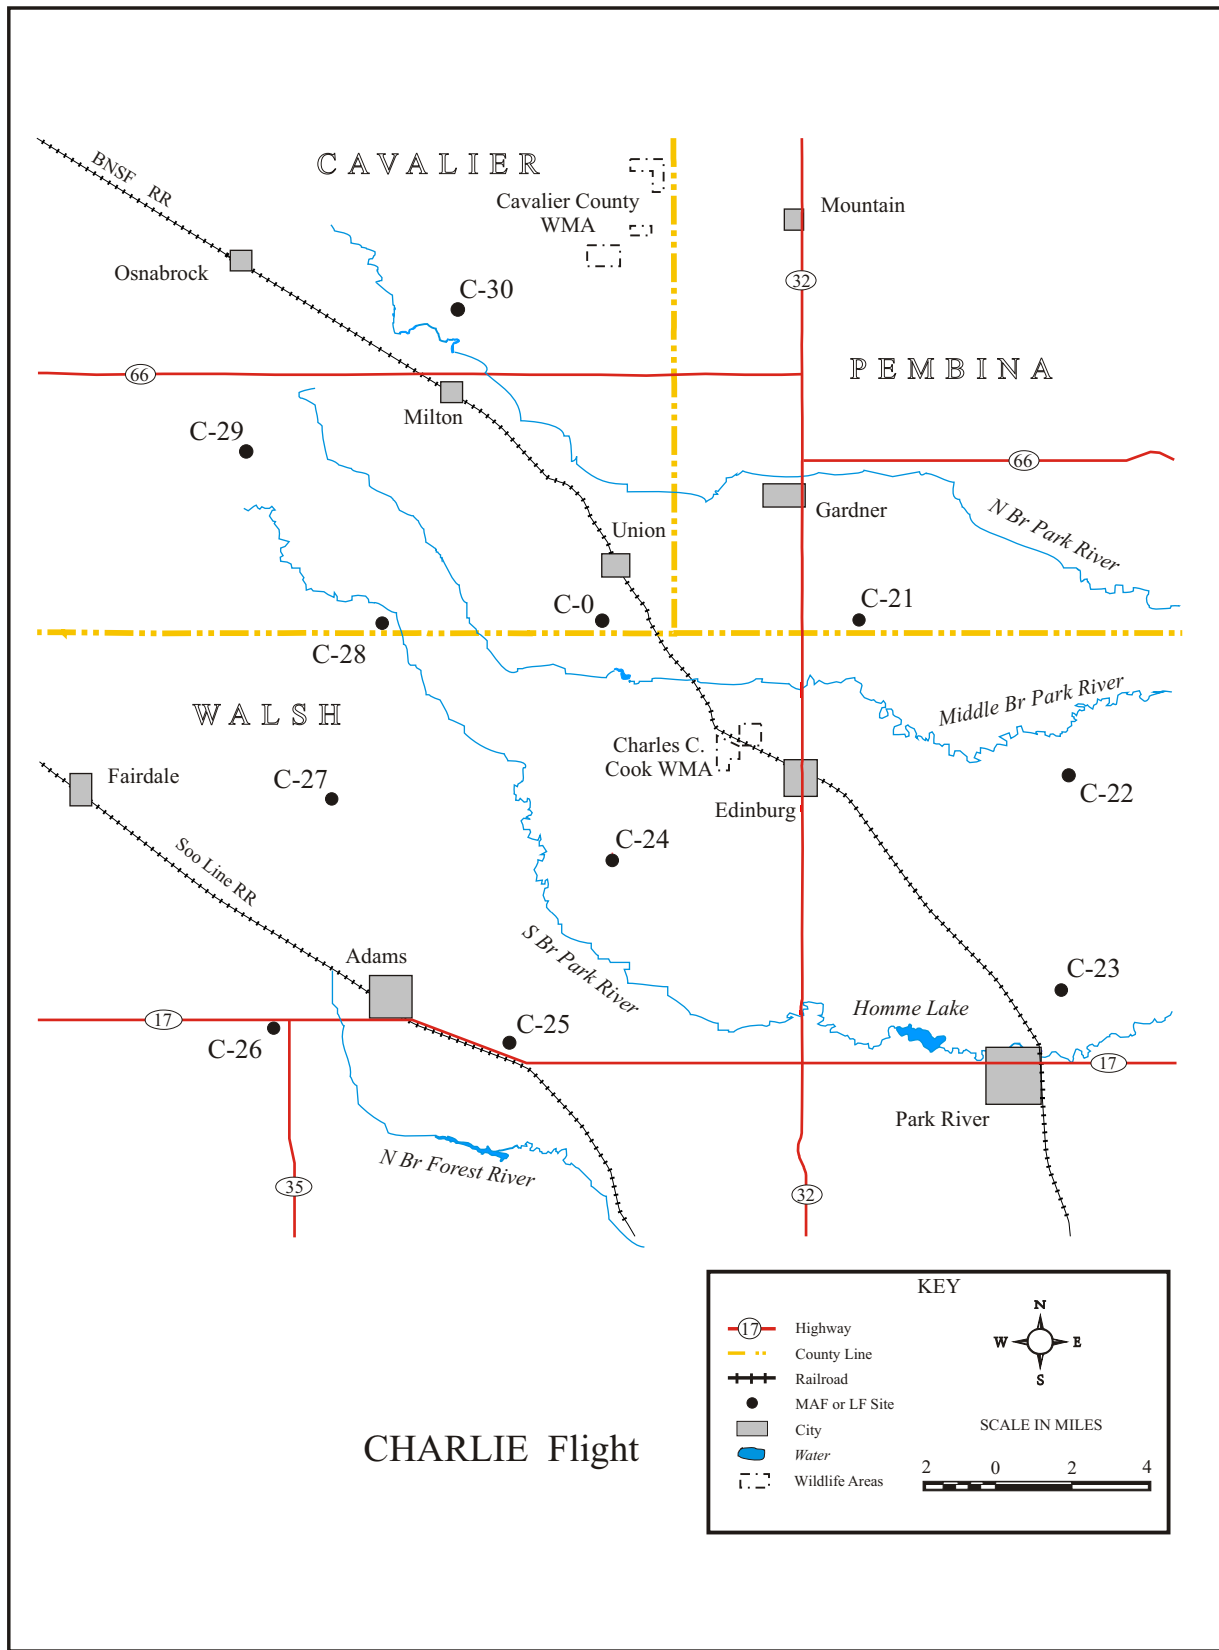 BNSF RR
CAVALIER
Cavalier County
WMA
Mountain
Osnabrock
32
C-30
66
PEMBINA
Milton
C-29
66
Gardner
N Br Park River
Union
C-0
C-21
C-28
WALSH
Middle Br Park River
Charles C.
Cook WMA
Fairdale
C-27
C-22
Edinburg
C-24
Soo Line RR
S Br Park River
Adams
C-23
Homme Lake
17
C-25
C-26
17
Park River
N Br Forest River
35
32
KEY
17 Highway
County Line
Railroad
MAF or LF Site
City
Water
Wildlife Areas
N
W E
S
SCALE IN MILES
2 0 2 4
CHARLIE Flight